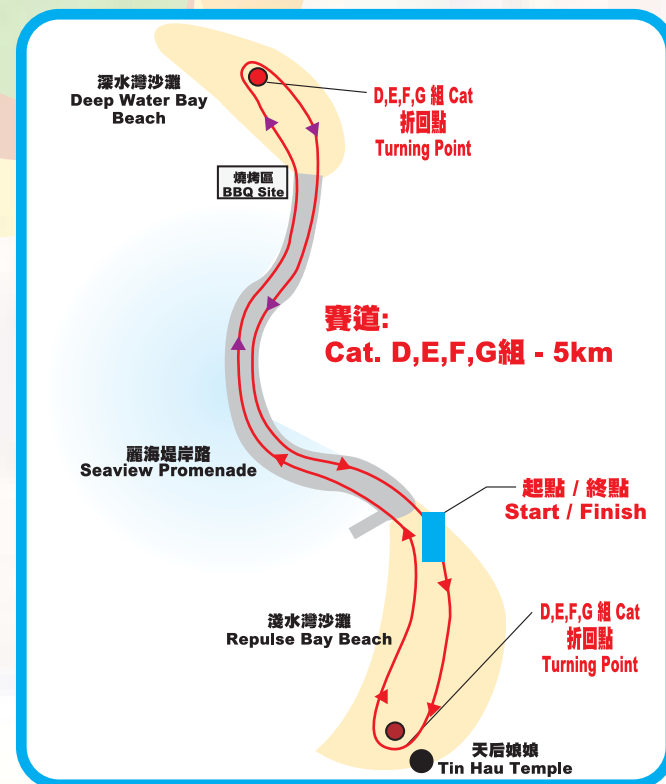 深水灣沙灘
Deep Water Bay
Beach
D,E,F,G 組 Cat
折回點
Turning Point
燒烤區
BBQ Site
賽道:
Cat. D,E,F,G組 - 5km
麗海堤岸路
Seaview Promenade
起點 / 終點
Start / Finish
淺水灣沙灘
Repulse Bay Beach
D,E,F,G 組 Cat
折回點
Turning Point
天后娘娘
Tin Hau Temple